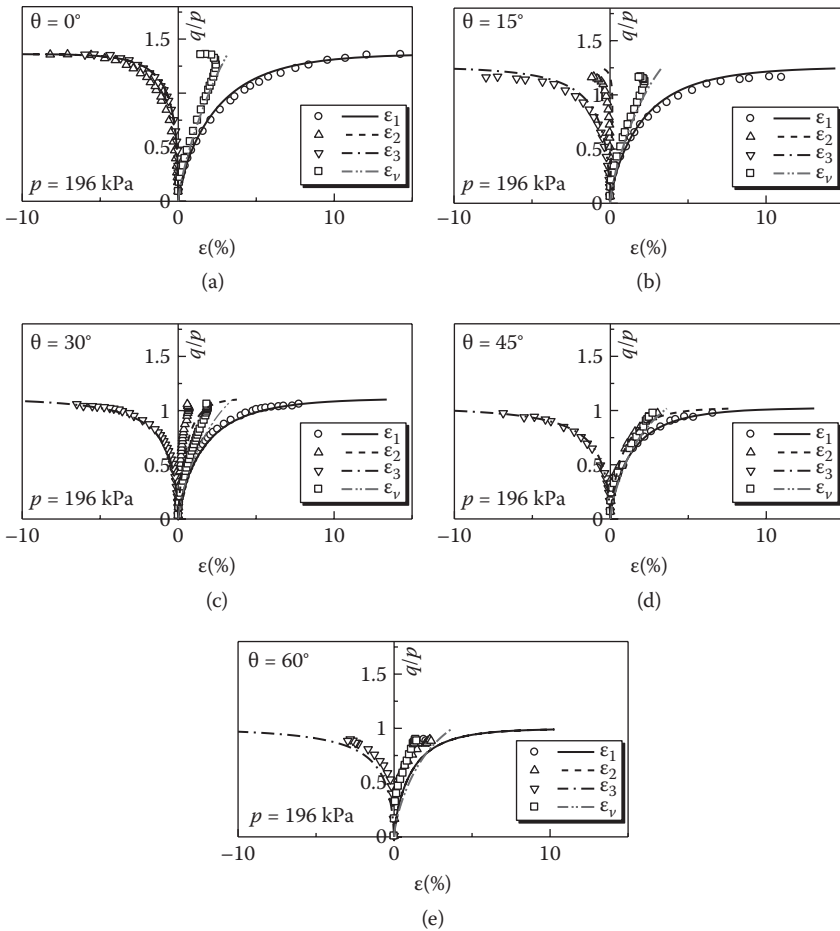 θ = 0°
q/p
1.5
0.5
0
p = 196 kPa
ε1
ε2
ε3
εv
−10
0
10
ε(%)
(a)
θ = 15°
q/p
1.5
1
0.5
0
p = 196 kPa
ε1
ε2
ε3
εv
−10
0
10
ε(%)
(b)
θ = 30°
q/p
1.5
1
0.5
0
p = 196 kPa
ε1
ε2
ε3
εv
−10
0
10
ε(%)
(c)
θ = 45°
q/p
1.5
1
0.5
0
p = 196 kPa
ε1
ε2
ε3
εv
−10
0
10
ε(%)
(d)
θ = 60°
q/p
1.5
1
0.5
0
p = 196 kPa
ε1
ε2
ε3
εv
−10
0
10
ε(%)
(e)